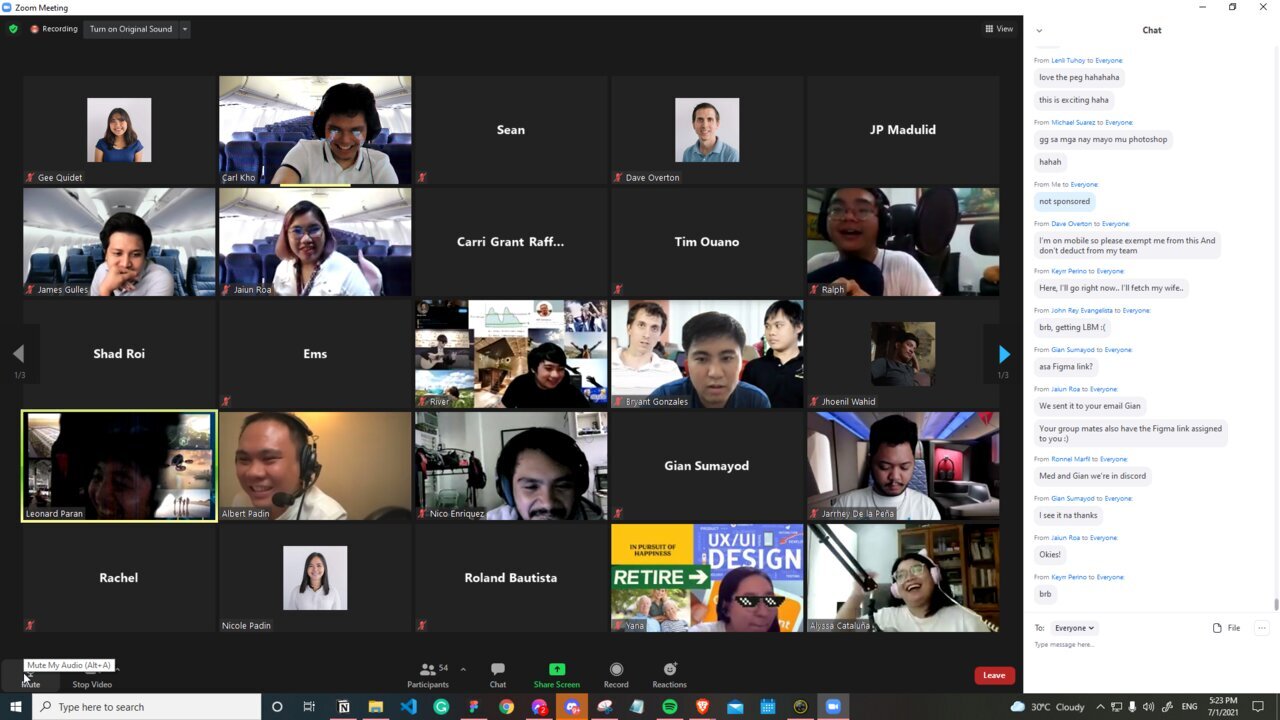 Zoom Meeting
Recording
Turn on Original Sound
View
Gee Quidet
Carl Kho
Sean
Dave Overton
JP Madulid
James Gulles
Jaiun Roa
Carri Grant Raff...
Tim Ouano
Ralph
1/3
Shad Roi
Ems
River
Bryant Gonzales
Jhoenil Wahid
1/3
Leonard Paran
Albert Padin
Nico Enriquez
Gian Sumayod
Jarrhey De la Peña
Rachel
Nicole Padin
Roland Bautista
IN PURSUIT OF
HAPPINESS
RETIRE
UX/UI
DESIGN
Yana
Alyssa Cataluña
Mute My Audio (Alt+A)
Mute
Stop Video
54
Participants
Chat
Share Screen
Record
Reactions
Leave
Chat
From Lenli Tuhoy to Everyone:
love the peg hahahaha
this is exciting haha
From Michael Suarez to Everyone:
gg sa mga nay mayo mu photoshop
hahah
From Me to Everyone:
not sponsored
From Dave Overton to Everyone:
I'm on mobile so please exempt me from this And
don't deduct from my team
From Keyrr Perino to Everyone:
Here, I'll go right now.. I'll fetch my wife..
From John Rey Evangelista to Everyone:
brb, getting LBM :(
From Gian Sumayod to Everyone:
asa Figma link?
From Jaiun Roa to Everyone:
We sent it to your email Gian
Your group mates also have the Figma link assigned
to you :)
From Ronnel Marfil to Everyone:
Med and Gian we're in discord
From Gian Sumayod to Everyone:
I see it na thanks
From Jaiun Roa to Everyone:
Okies!
From Keyrr Perino to Everyone:
brb
To: Everyone
File
Type message here...
Type here to search
30°C Cloudy
ENG
5:23 PM
7/1/2021